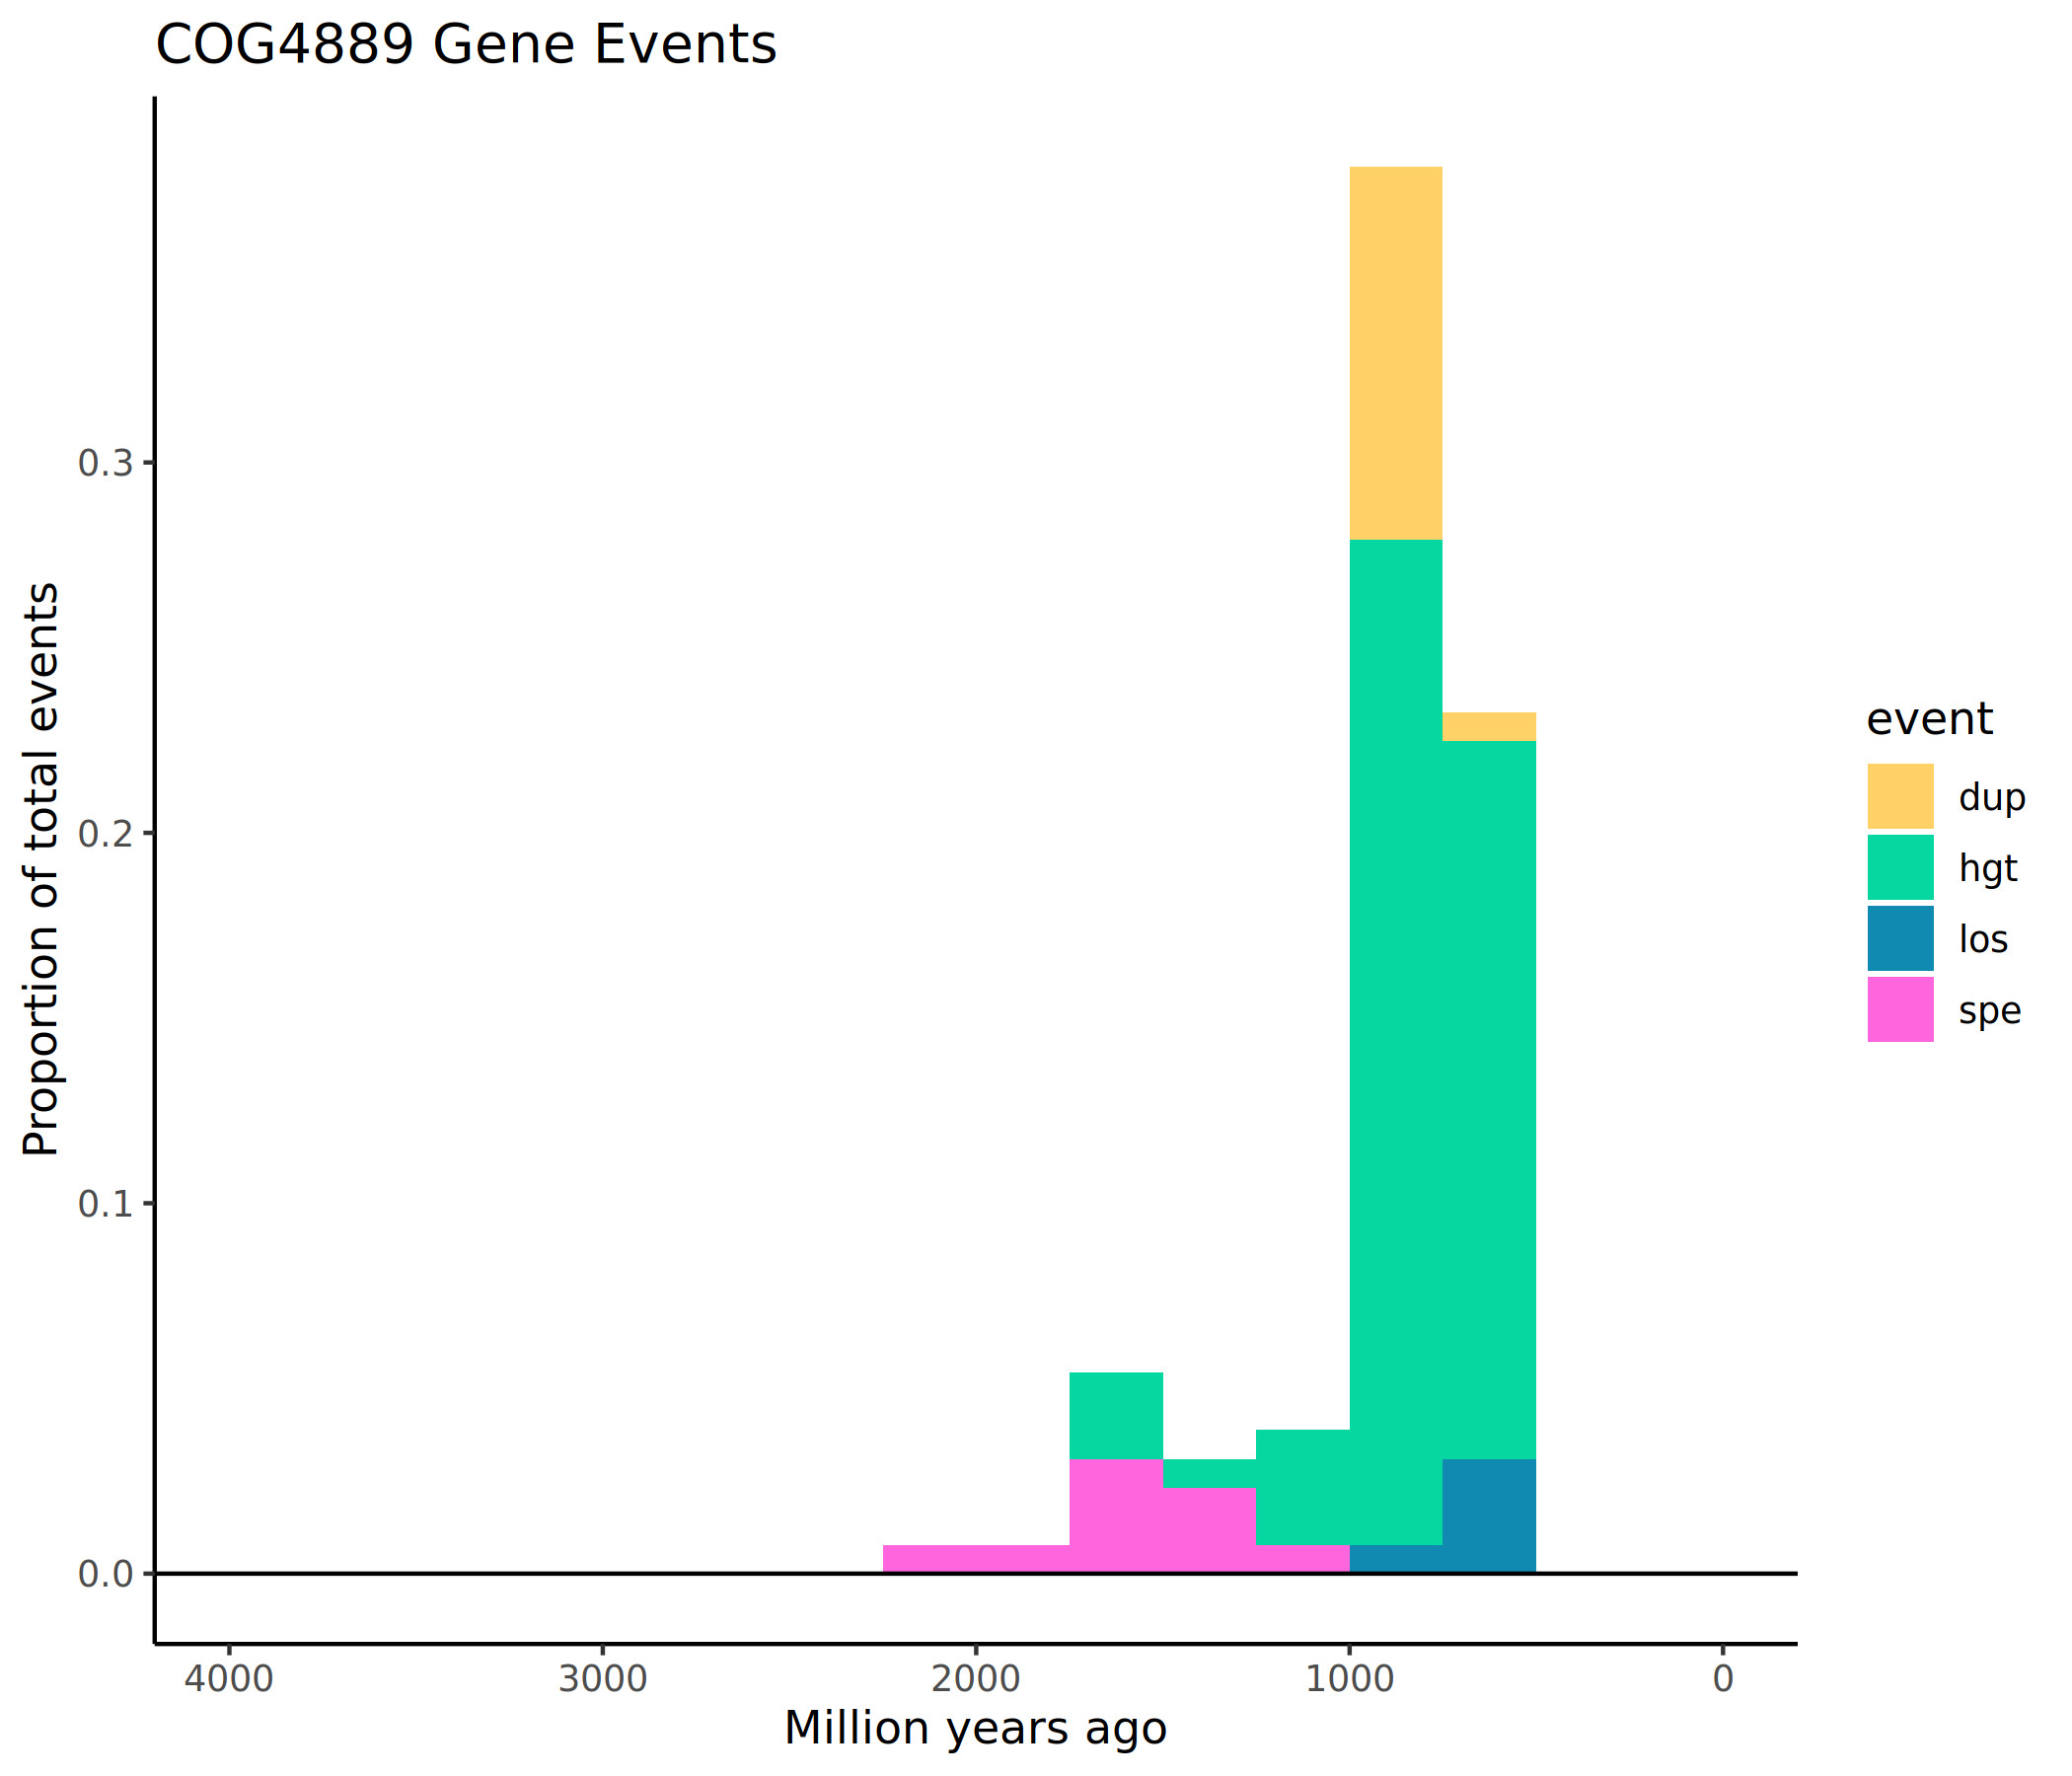 COG4889 Gene Events
Proportion of total events
0.3
0.2
0.1
0.0
4000 3000 2000 1000 0
Million years ago
event
dup
hgt
los
spe